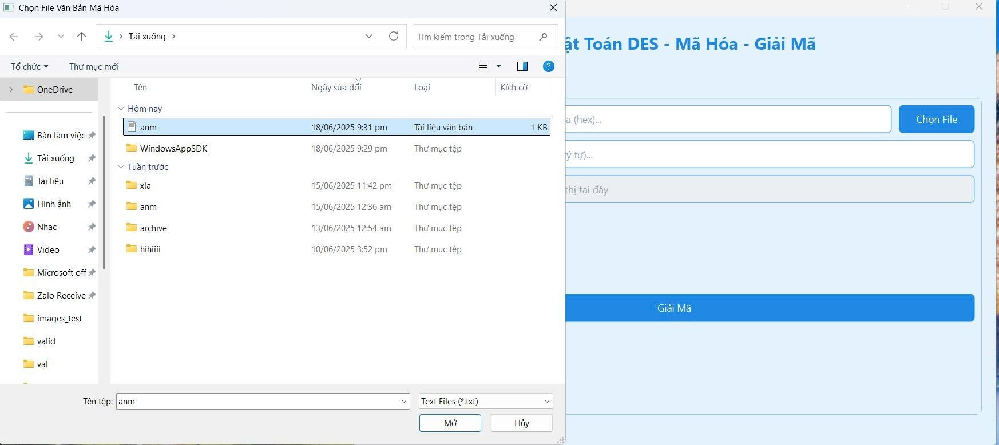 Chọn File Văn Bản Mã Hóa
Tải xuống
Tìm kiếm trong Tải xuống
Tổ chức
Thư mục mới
OneDrive
Bàn làm việc
Tải xuống
Tài liệu
Hình ảnh
Nhạc
Video
Microsoft off
Zalo Receive
images_test
valid
val
Tên Ngày sửa đổi Loại Kích cỡ
Hôm nay
anm 18/06/2025 9:31 pm Tài liệu văn bản 1 KB
WindowsAppSDK 18/06/2025 9:29 pm Thư mục tệp
Tuần trước
xla 15/06/2025 11:42 pm Thư mục tệp
anm 15/06/2025 12:36 am Thư mục tệp
archive 13/06/2025 12:54 am Thư mục tệp
hihiiii 10/06/2025 3:52 pm Thư mục tệp
Tên tệp: anm Text Files (*.txt)
Mở Hủy
Toán DES - Mã Hóa - Giải Mã
(hex)...
Chọn File
tự)...
thị tại đây
Giải Mã